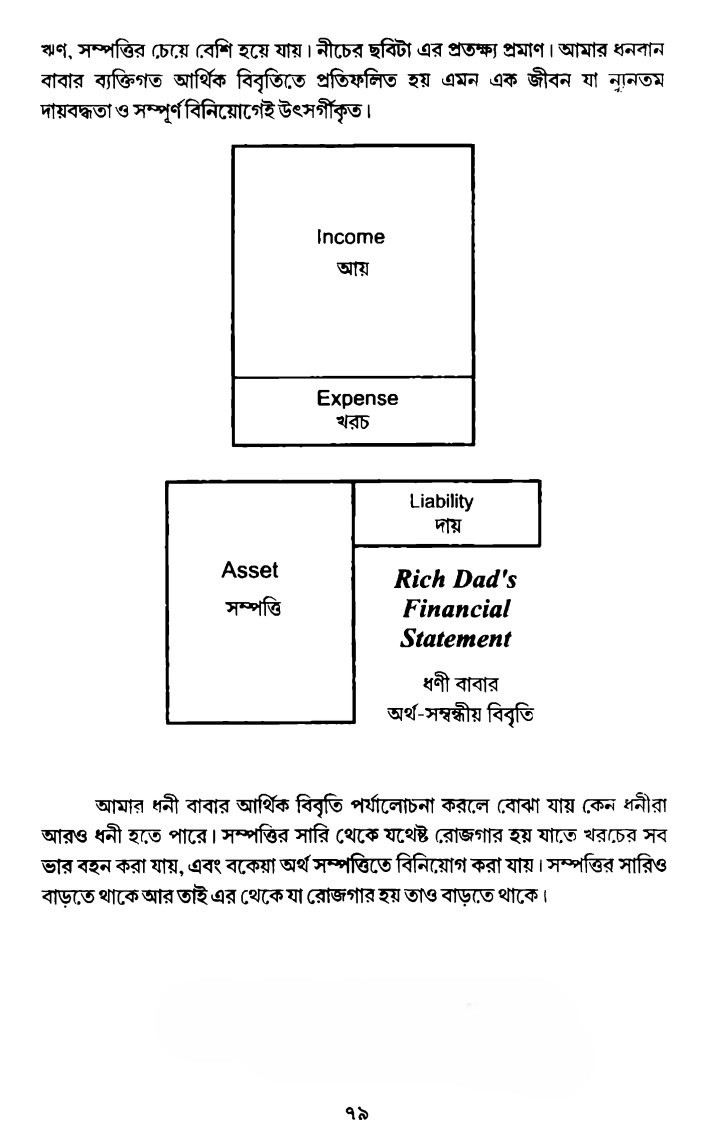 ঋণ, সম্পত্তির চেয়ে বেশি হয়ে যায়। নীচের ছবিটা এর প্রতক্ষ্য প্রমাণ। আমার ধনবান
বাবার ব্যক্তিগত আর্থিক বিবৃতিতে প্রতিফলিত হয় এমন এক জীবন যা ন্যূনতম
দায়বদ্ধতা ও সম্পূর্ণ বিনিয়োগেই উৎসর্গীকৃত।
Income
আয়
Expense
খরচ
Liability
দায়
Asset
সম্পত্তি
Rich Dad's
Financial
Statement
ধণী বাবার
অর্থ-সম্বন্ধীয় বিবৃতি
আমার ধনী বাবার আর্থিক বিবৃতি পর্যালোচনা করলে বোঝা যায় কেন ধনীরা
আরও ধনী হতে পারে। সম্পত্তির সারি থেকে যথেষ্ট রোজগার হয় যাতে খরচের সব
ভার বহন করা যায়, এবং বকেয়া অর্থ সম্পত্তিতে বিনিয়োগ করা যায়। সম্পত্তির সারিও
বাড়তে থাকে আর তাই এর থেকে যা রোজগার হয় তাও বাড়তে থাকে।
৭৯